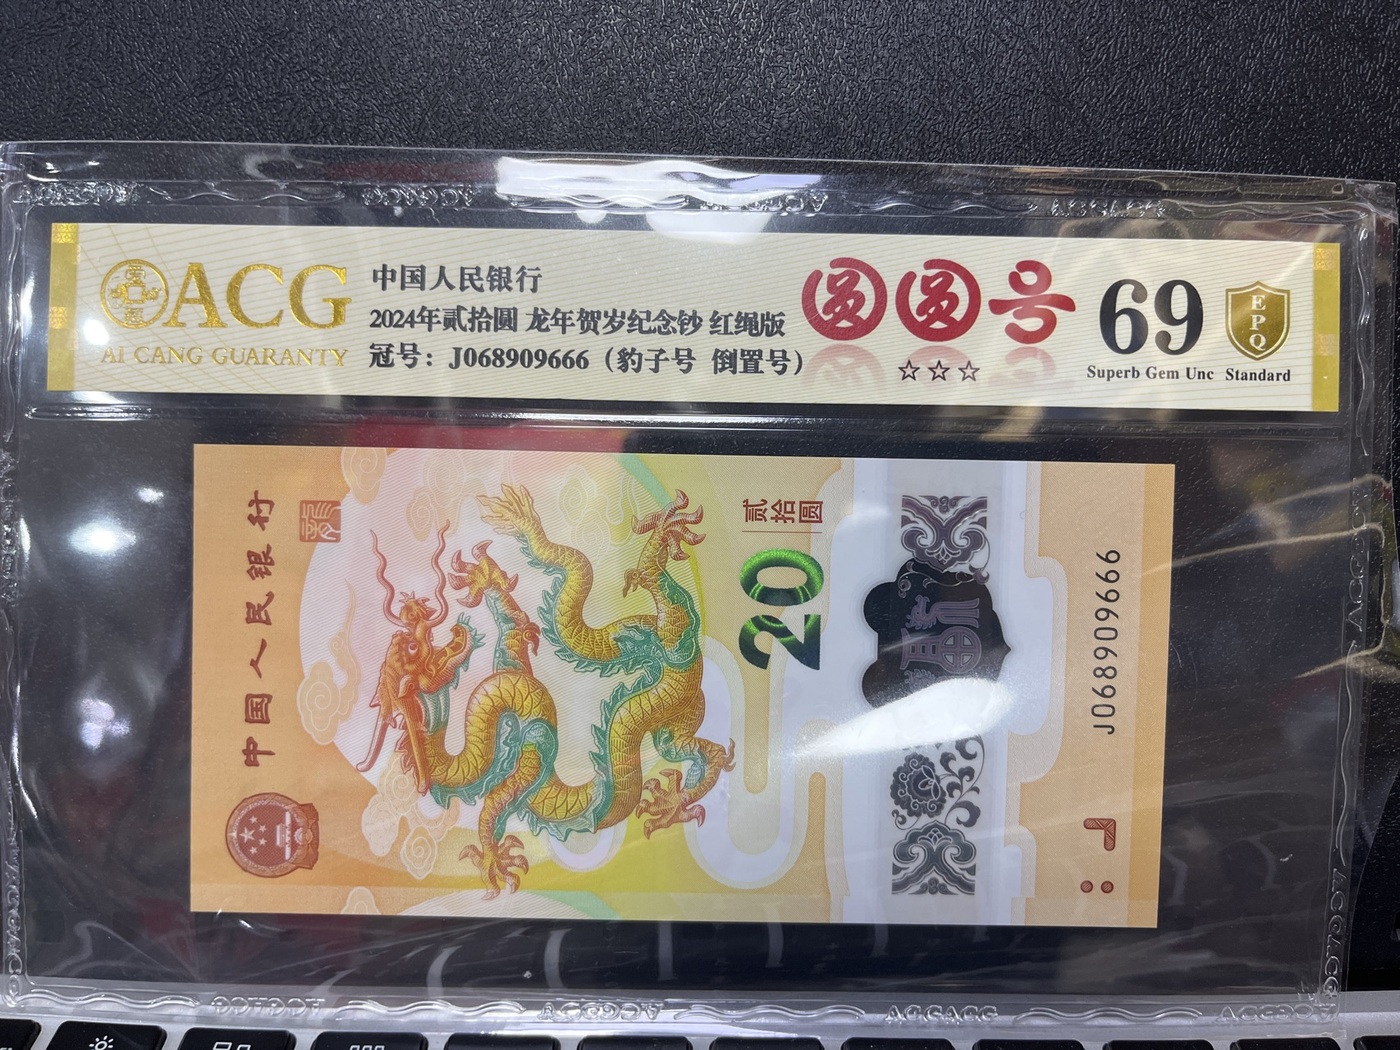 ACG
AI CANG GUARANTY
中国人民银行
2024年贰拾圆 龙年贺岁纪念钞 红绳版
冠号：J068909666（豹子号 倒置号）
圆圆号
☆☆☆
69
Superb Gem Unc Standard
EPQ
中国人民银行
贰拾圆
20
J068909666